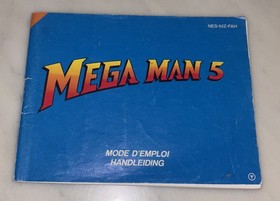 NES-MZ-FAH
MEGA MAN 5
MODE D'EMPLOI
HANDLEIDING